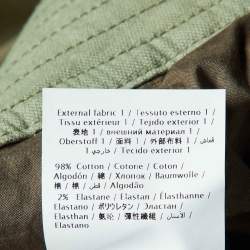 External fabric 1 / Tessuto esterno 1 /
Tissu extérieur 1 / Tejido exterior 1 /
表地 1 / внешний материал 1 /
Oberstoff 1 / 面料 1 / 外部布料 1 /
قماش خارجي 1 /
Tecido exterior 1
98% Cotton / Cotone / Coton /
Algodón / 綿 / Хлопок / Baumwolle /
棉 / 棉 / قطن / Algodão
2% Elastane / Elastan / Elasthanne /
Elastano / ポリウレタン / Эластан /
Elasthan / 氨纶 / 彈性纖維 /
الاستان / Elastano